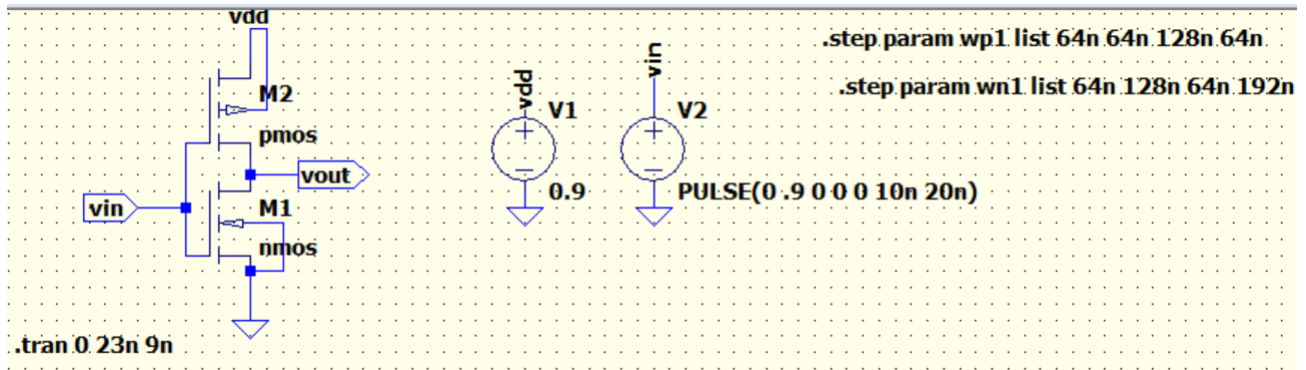 vdd
.step param wp1 list 64n 64n 128n 64n
.step param wn1 list 64n 128n 64n 192n
M2
pmos
vdd
V1
vin
V2
vout
0.9
PULSE(0 .9 0 0 0 10n 20n)
vin
M1
nmos
.tran 0 23n 9n